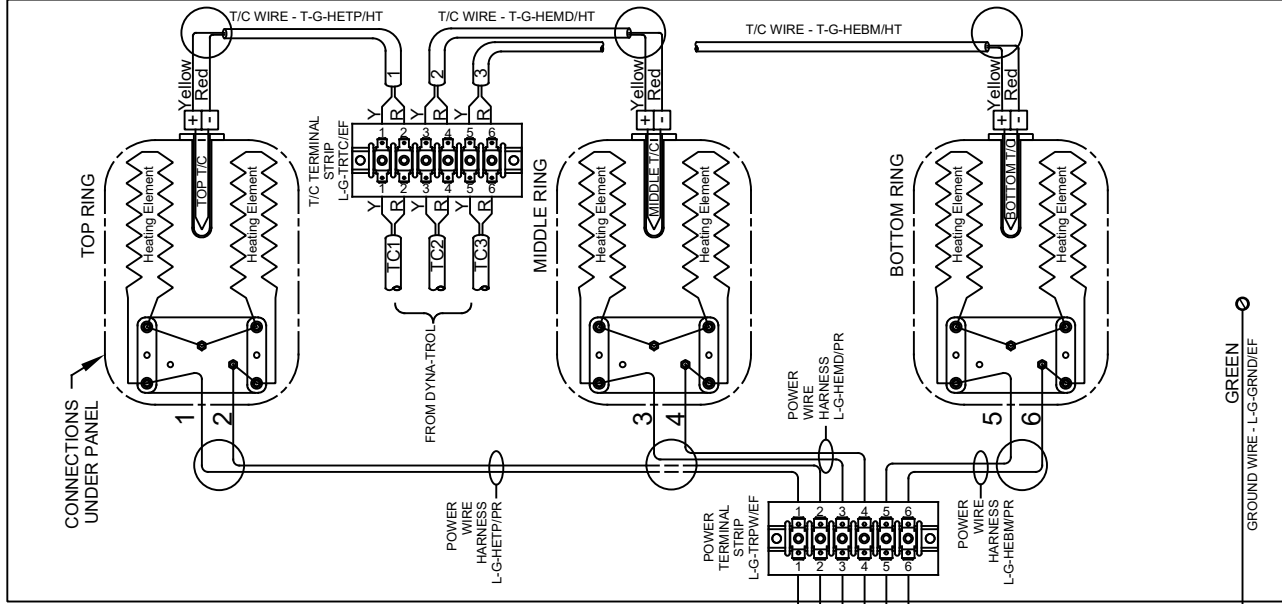 T/C WIRE - T-G-HETP/HT
T/C WIRE - T-G-HEMD/HT
T/C WIRE - T-G-HEBM/HT
Yellow
Red
+
-
TOP T/C
TOP RING
Heating Element
Heating Element
1
2
3
Y
R
Y
R
Y
R
1 2 3 4 5 6
T/C TERMINAL
STRIP
L-G-TRTC/EF
1 2 3 4 5 6
Y
R
Y
R
Y
R
TC1
TC2
TC3
FROM DYNA-TROL
Yellow
Red
+
-
MIDDLE T/C
MIDDLE RING
Heating Element
Heating Element
Yellow
Red
+
-
BOTTOM T/C
BOTTOM RING
Heating Element
Heating Element
CONNECTIONS
UNDER PANEL
1
2
3
4
5
6
POWER
WIRE
HARNESS
L-G-HETP/PR
POWER
WIRE
HARNESS
L-G-HEMD/PR
POWER
WIRE
HARNESS
L-G-HEBM/PR
POWER
TERMINAL
STRIP
L-G-TRPW/EF
1 2 3 4 5 6
1 2 3 4 5 6
GREEN
GROUND WIRE - L-G-GRND/EF